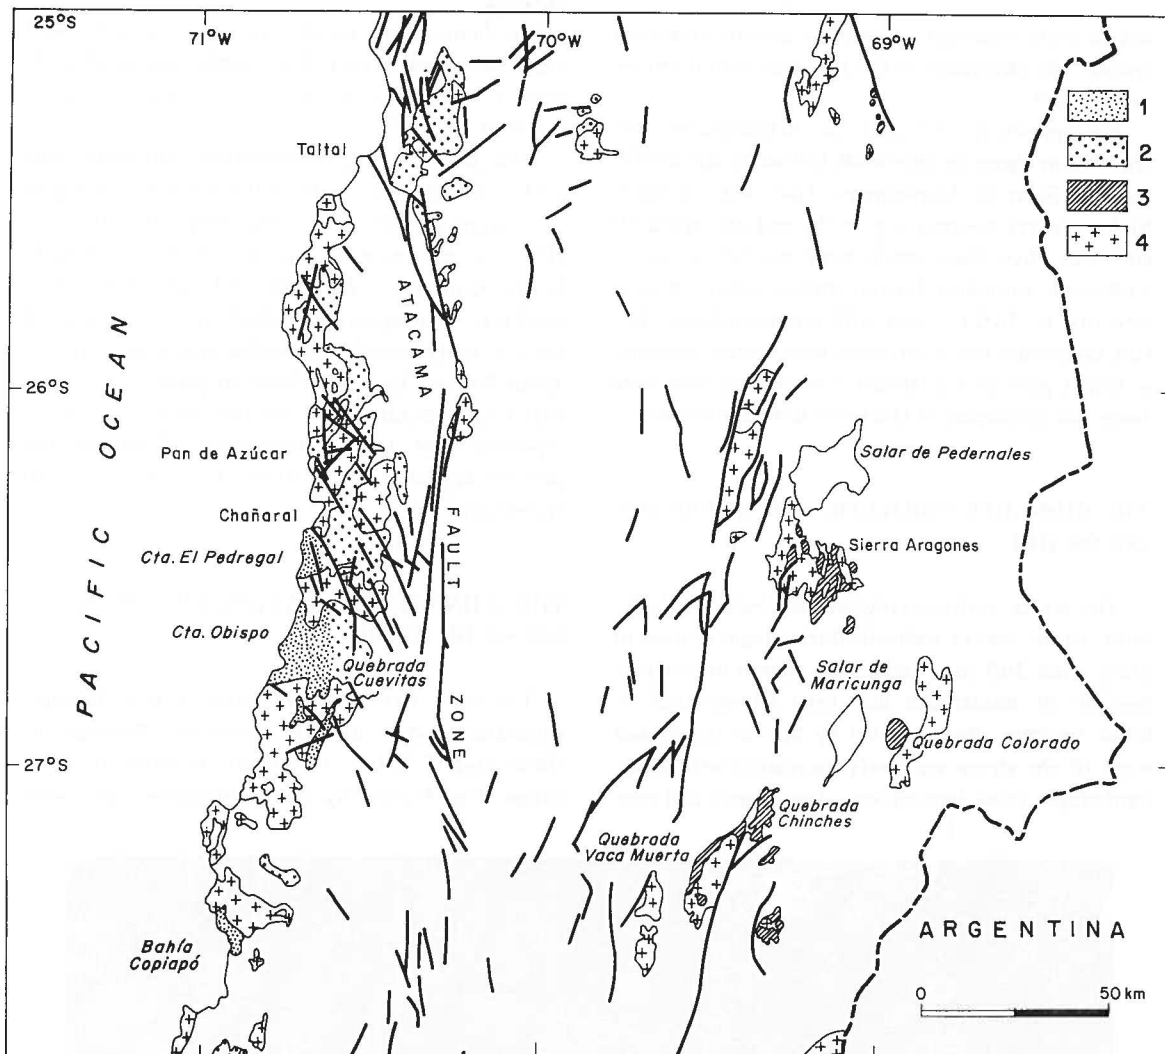 25°S
71°W
70°W
69°W
1
2
3
4
Taltal
ATACAMA
PACIFIC OCEAN
26°S
Pan de Azúcar
Salar de Pedernales
Chañaral
FAULT
Sierra Aragones
Cta. El Pedregal
Cta. Obispo
Quebrada
Cuevitas
Salar de
Maricunga
ZONE
Quebrada Colorado
27°S
Quebrada
Chinches
Quebrada
Vaca Muerta
ARGENTINA
Bahía
Copiapó
0 50 km